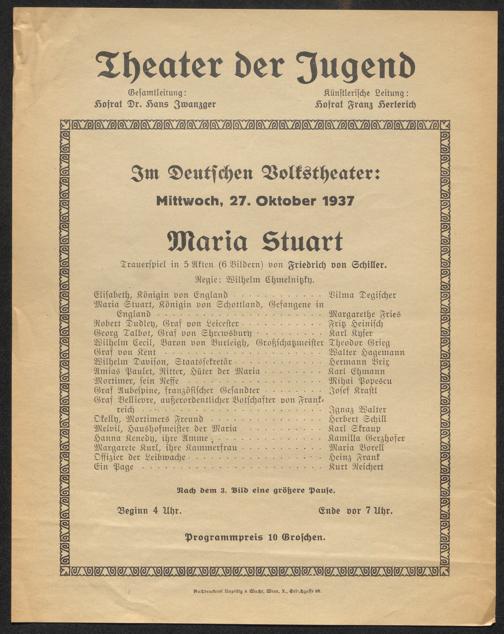 Theater der Jugend
Gesamtleitung:
Hofrat Dr. Hans Zwanzger
Künstlerische Leitung:
Hofrat Franz Herterich
Im Deutschen Volkstheater:
Mittwoch, 27. Oktober 1937
Maria Stuart
Trauerspiel in 5 Akten (6 Bildern) von Friedrich von Schiller.
Regie: Wilhelm Chmelnitzky.
Elisabeth, Königin von England Vilma Degischer
Maria Stuart, Königin von Schottland, Gefangene in
England Margarethe Fries
Robert Dudley, Graf von Leicester Fritz Heinisch
Georg Talbot, Graf von Shrewsbury Karl Kyser
Wilhelm Cecil, Baron von Burleigh, Großschatzmeister Theodor Grieg
Graf von Kent Walter Hagemann
Wilhelm Davison, Staatssekretär Hermann Brix
Amias Paulet, Ritter, Hüter der Maria Karl Ehmann
Mortimer, sein Neffe Mihai Popescu
Graf Aubespine, französischer Gesandter Josef Krastl
Graf Bellievre, außerordentlicher Botschafter von Frank-
reich Ignaz Walter
Okelly, Mortimers Freund Herbert Schill
Melvil, Haushofmeister der Maria Karl Skraup
Hanna Kenedy, ihre Amme Kamilla Gerzhofer
Margarete Kurl, ihre Kammerfrau Maria Borell
Offizier der Leibwache Heinz Frank
Ein Page Kurt Reichert
Nach dem 3. Bild eine größere Pause.
Beginn 4 Uhr.
Ende vor 7 Uhr.
Programmpreis 10 Groschen.
Buchdruckerei
Wien,